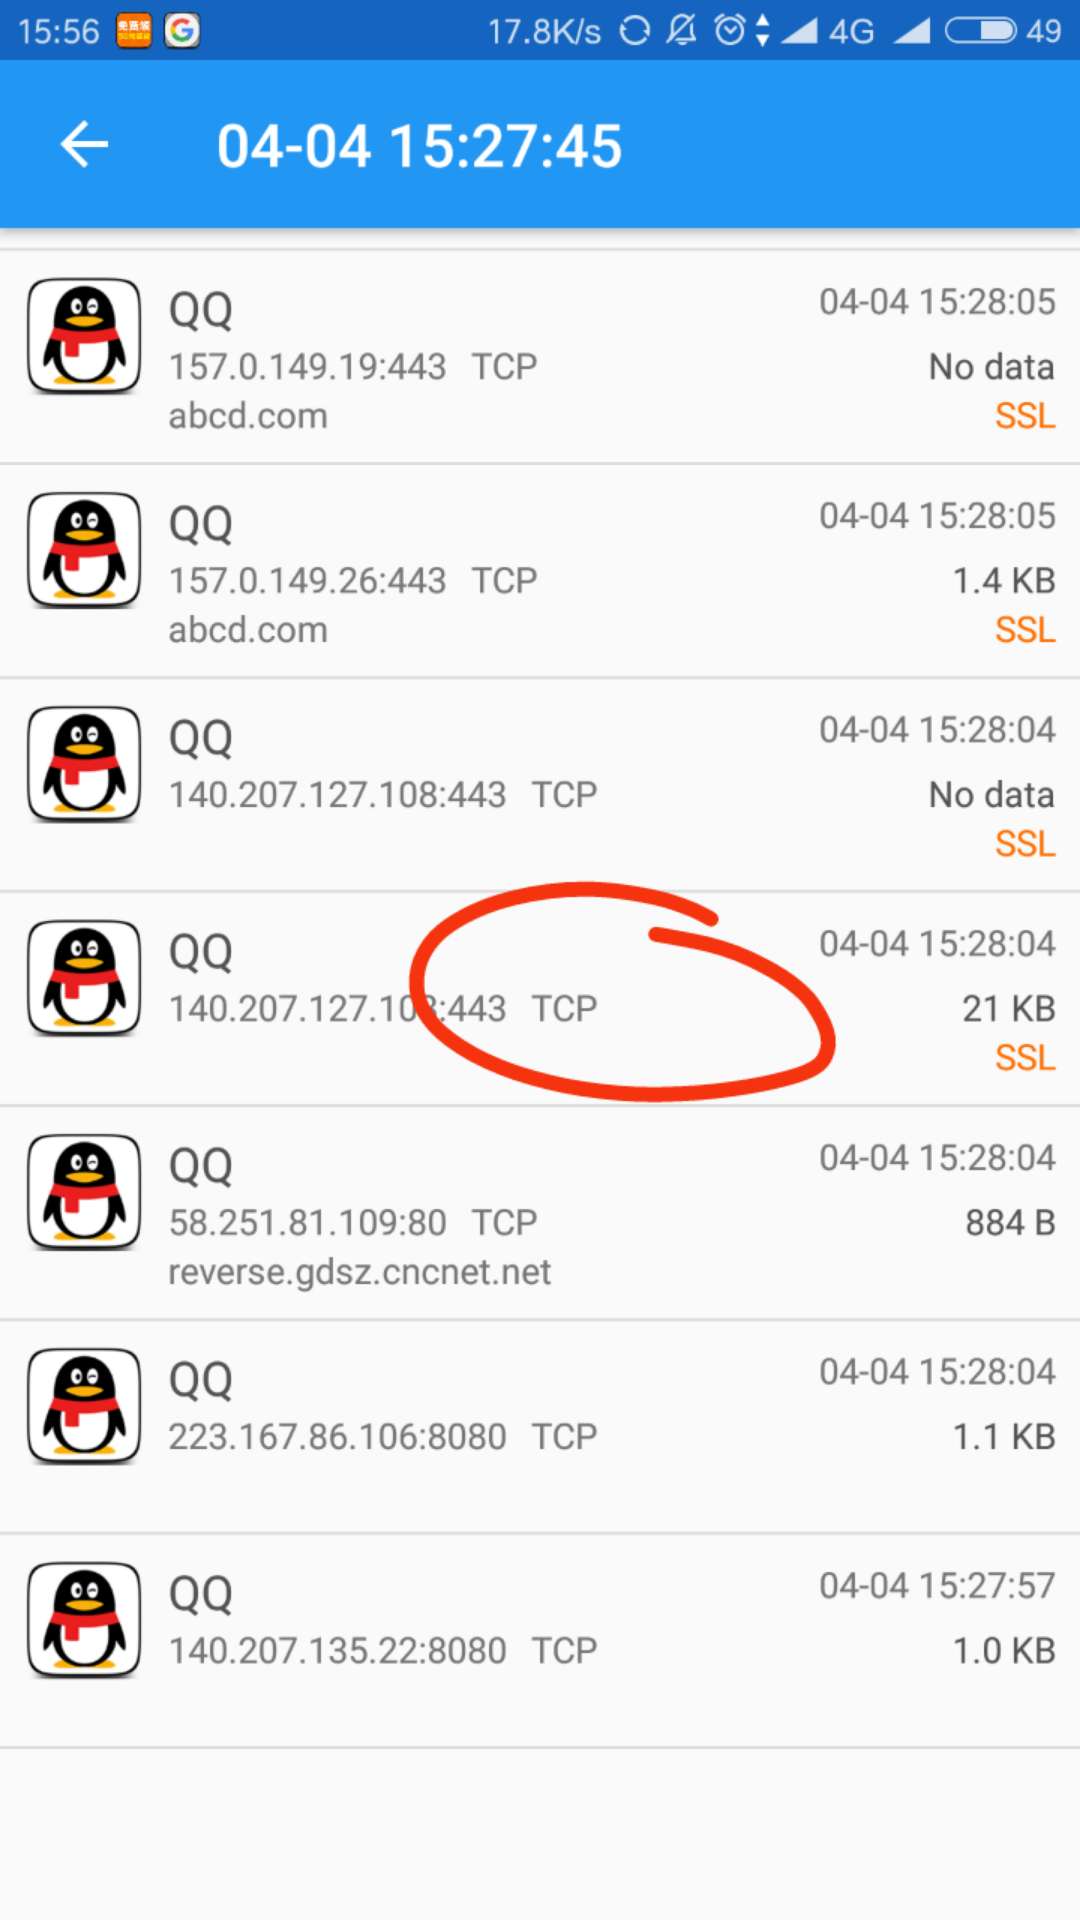 15:56 17.8K/s 4G 49
04-04 15:27:45
QQ 04-04 15:28:05
157.0.149.19:443 TCP No data
abcd.com SSL
QQ 04-04 15:28:05
157.0.149.26:443 TCP 1.4 KB
abcd.com SSL
QQ 04-04 15:28:04
140.207.127.108:443 TCP No data
SSL
QQ 04-04 15:28:04
140.207.127.108:443 TCP 21 KB
SSL
QQ 04-04 15:28:04
58.251.81.109:80 TCP 884 B
reverse.gdsz.cncnet.net
QQ 04-04 15:28:04
223.167.86.106:8080 TCP 1.1 KB
QQ 04-04 15:27:57
140.207.135.22:8080 TCP 1.0 KB